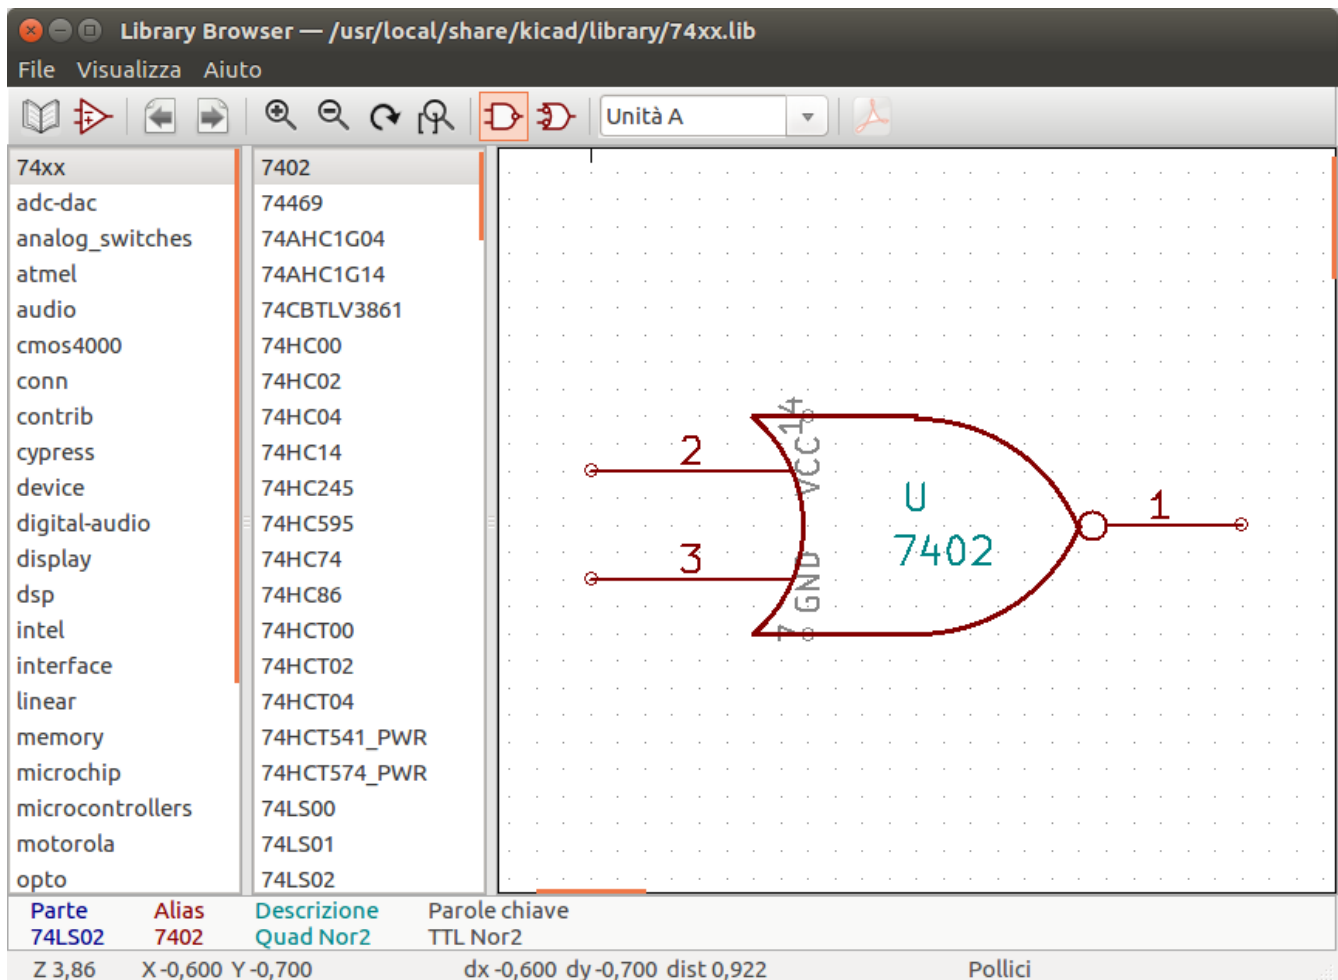 Library Browser — /usr/local/share/kicad/library/74xx.lib
File Visualizza Aiuto
Unità A
74xx
adc-dac
analog_switches
atmel
audio
cmos4000
conn
contrib
cypress
device
digital-audio
display
dsp
intel
interface
linear
memory
microchip
microcontrollers
motorola
opto
7402
74469
74AHC1G04
74AHC1G14
74CBTLV3861
74HC00
74HC02
74HC04
74HC14
74HC245
74HC595
74HC74
74HC86
74HCT00
74HCT02
74HCT04
74HCT541_PWR
74HCT574_PWR
74LS00
74LS01
74LS02
14
VCC
2
U
1
7402
3
GND
7
Parte Alias Descrizione Parole chiave
74LS02 7402 Quad Nor2 TTL Nor2
Z 3,86 X -0,600 Y -0,700 dx -0,600 dy -0,700 dist 0,922 Pollici